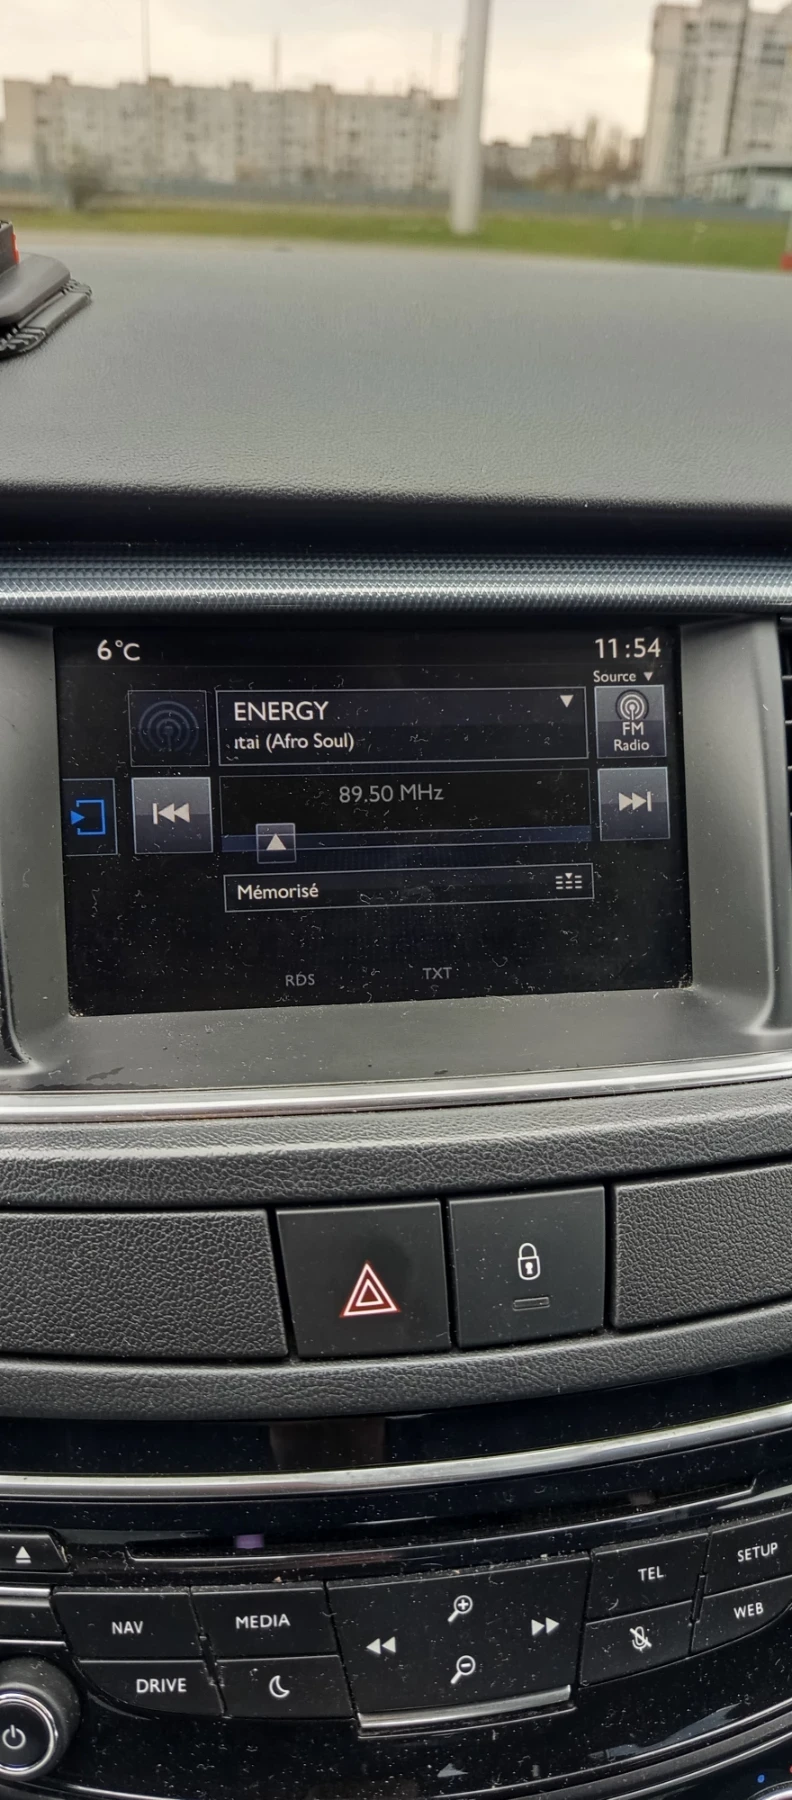 6°C
11:54
Source
ENERGY
ıtai (Afro Soul)
FM
Radio
89.50 MHz
Mémorisé
RDS
TXT
NAV
MEDIA
TEL
SETUP
WEB
DRIVE